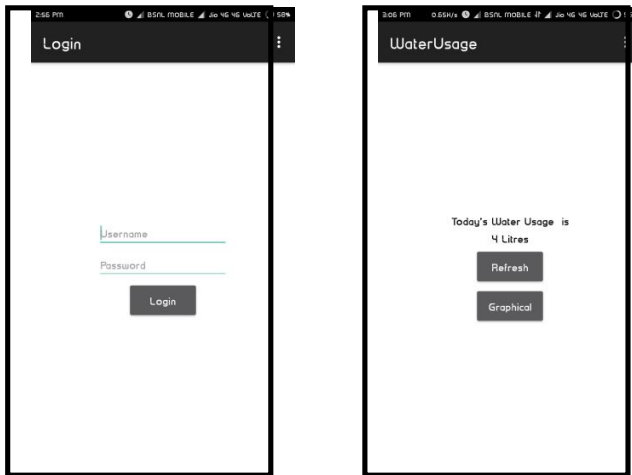 2:56 PM BSNL MOBILE Jio 4G 4G VoLTE 58%
Login
Username
Password
Login
3:06 PM 0.65K/s BSNL MOBILE Jio 4G 4G VoLTE
WaterUsage
Today's Water Usage is
4 Litres
Refresh
Graphical